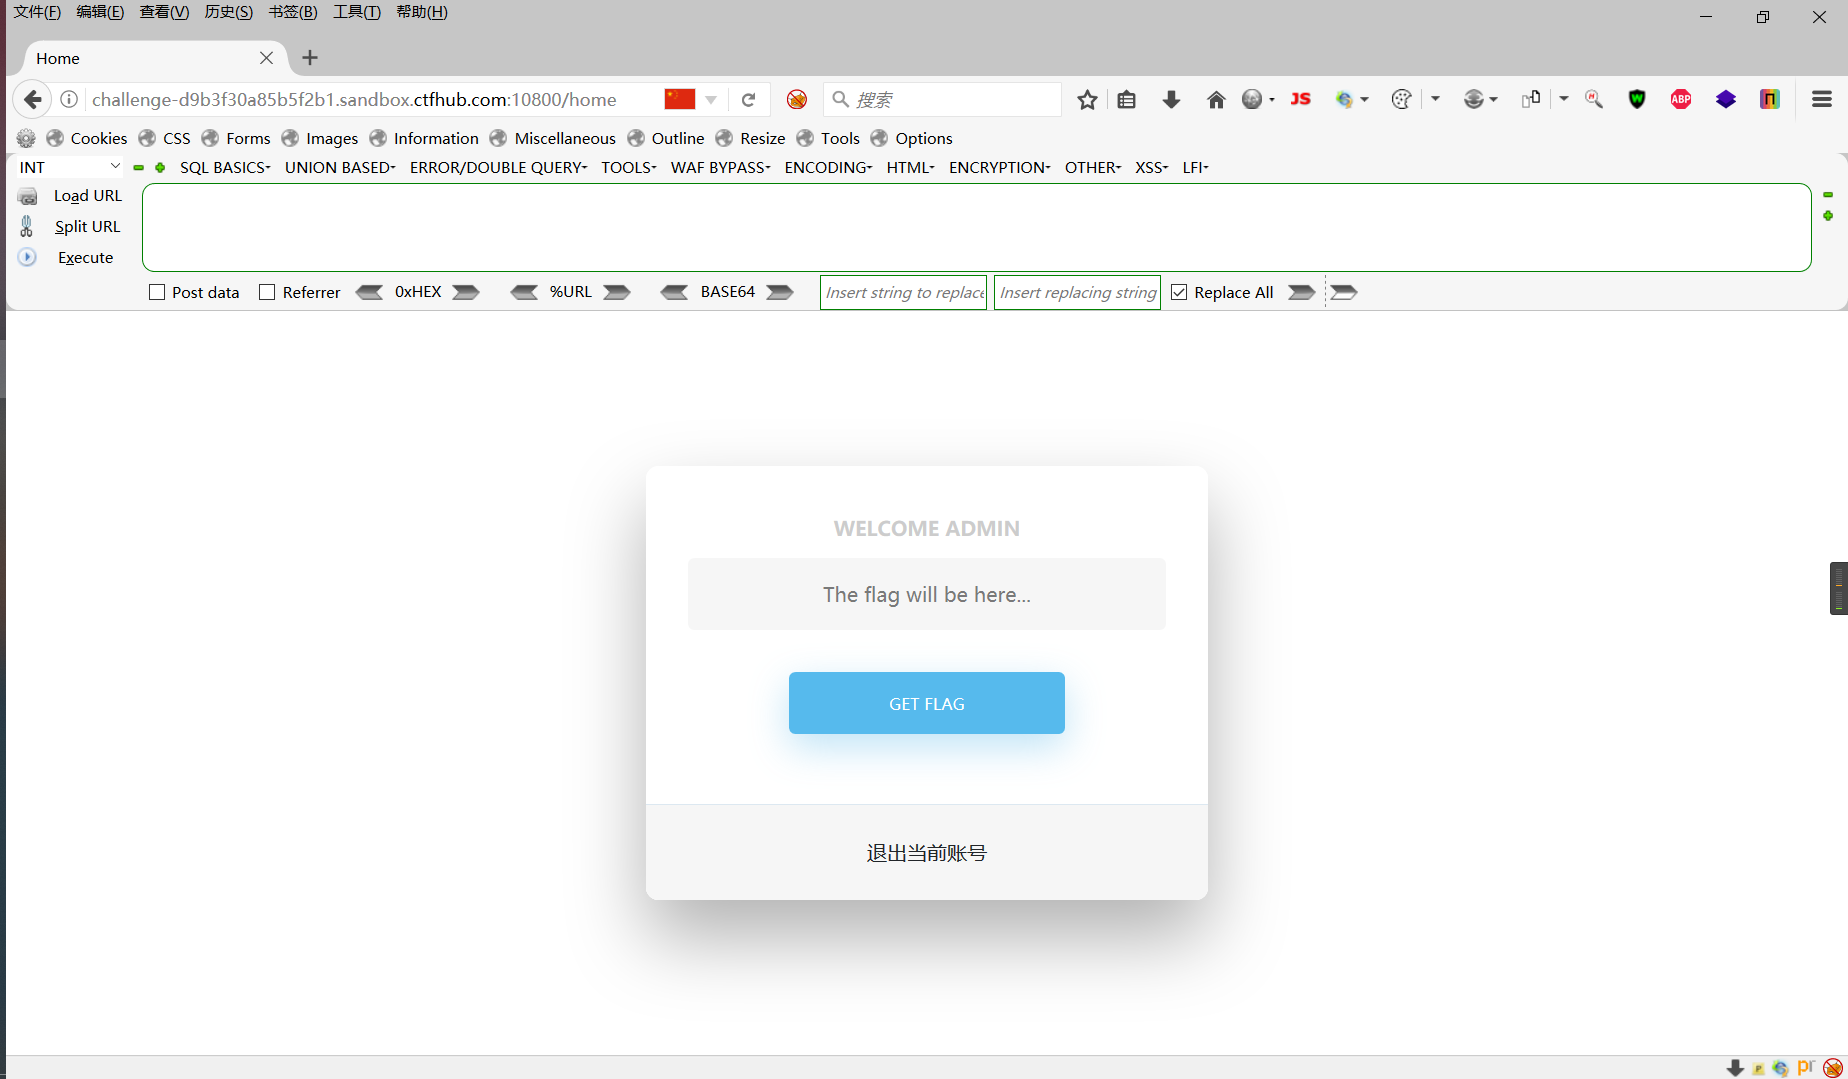 文件(F) 编辑(E) 查看(V) 历史(S) 书签(B) 工具(T) 帮助(H)
Home
challenge-d9b3f30a85b5f2b1.sandbox.ctfhub.com:10800/home
搜索
JS
ABP
Cookies CSS Forms Images Information Miscellaneous Outline Resize Tools Options
INT SQL BASICS UNION BASED ERROR/DOUBLE QUERY TOOLS WAF BYPASS ENCODING HTML ENCRYPTION OTHER XSS LFI
Load URL
Split URL
Execute
Post data Referrer 0xHEX %URL BASE64 Insert string to replace Insert replacing string Replace All
WELCOME ADMIN
The flag will be here...
GET FLAG
退出当前账号
pr